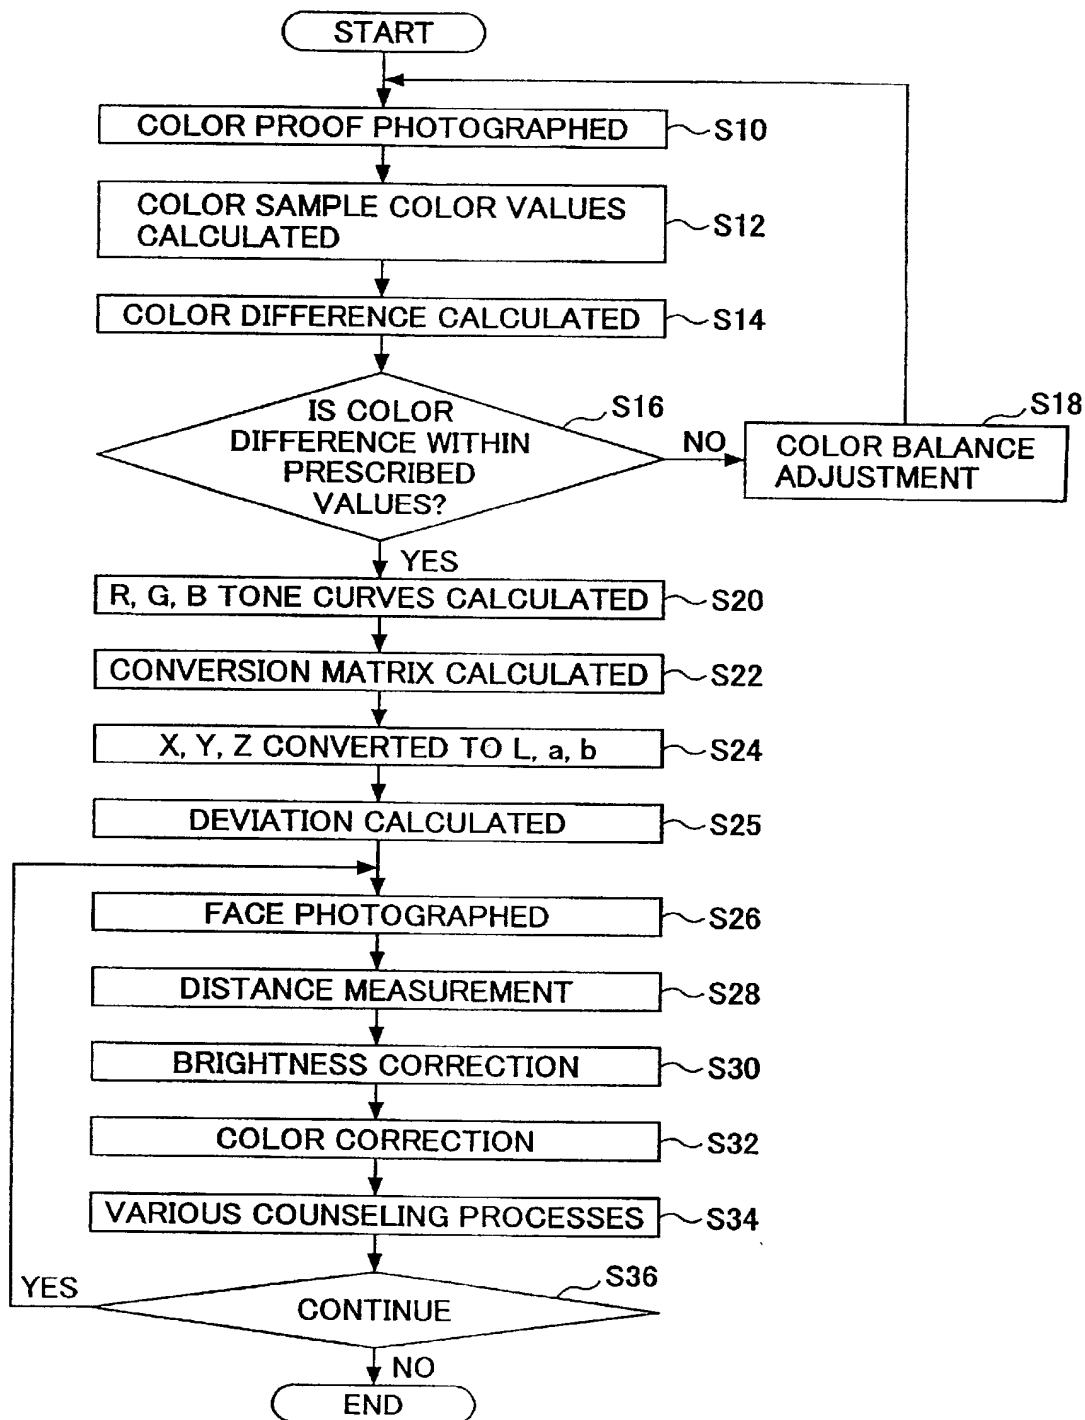 START
COLOR PROOF PHOTOGRAPHED
S10
COLOR SAMPLE COLOR VALUES
CALCULATED
S12
COLOR DIFFERENCE CALCULATED
S14
IS COLOR
DIFFERENCE WITHIN
PRESCRIBED
VALUES?
S16
NO
S18
COLOR BALANCE
ADJUSTMENT
YES
R, G, B TONE CURVES CALCULATED
S20
CONVERSION MATRIX CALCULATED
S22
X, Y, Z CONVERTED TO L, a, b
S24
DEVIATION CALCULATED
S25
FACE PHOTOGRAPHED
S26
DISTANCE MEASUREMENT
S28
BRIGHTNESS CORRECTION
S30
COLOR CORRECTION
S32
VARIOUS COUNSELING PROCESSES
S34
YES
CONTINUE
S36
NO
END